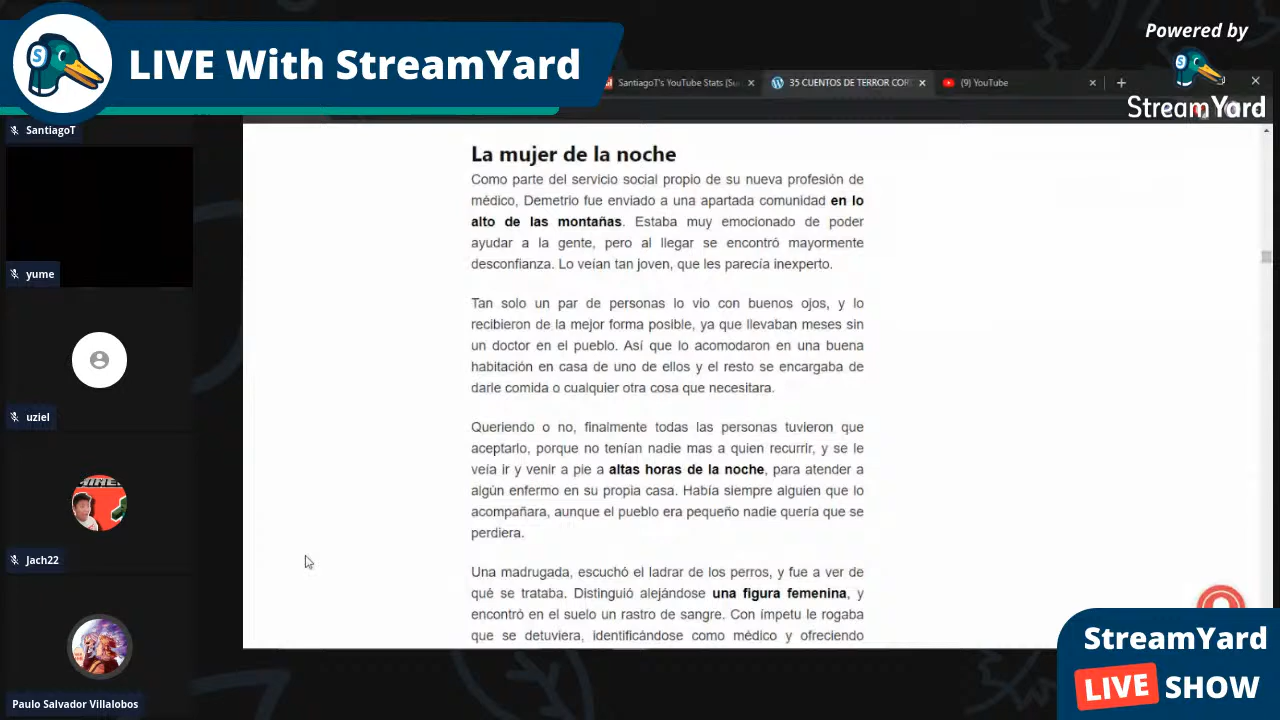 LIVE With StreamYard
Powered by
StreamYard
SantiagoT's YouTube Stats (Su
35 CUENTOS DE TERROR COR
(9) YouTube
SantiagoT
yume
uziel
Jach22
Paulo Salvador Villalobos
La mujer de la noche
Como parte del servicio social propio de su nueva profesión de
médico, Demetrio fue enviado a una apartada comunidad en lo
alto de las montañas. Estaba muy emocionado de poder
ayudar a la gente, pero al llegar se encontró mayormente
desconfianza. Lo veían tan joven, que les parecía inexperto.
Tan solo un par de personas lo vio con buenos ojos, y lo
recibieron de la mejor forma posible, ya que llevaban meses sin
un doctor en el pueblo. Así que lo acomodaron en una buena
habitación en casa de uno de ellos y el resto se encargaba de
darle comida o cualquier otra cosa que necesitara.
Queriendo o no, finalmente todas las personas tuvieron que
aceptarlo, porque no tenían nadie mas a quien recurrir, y se le
veía ir y venir a pie a altas horas de la noche, para atender a
algún enfermo en su propia casa. Había siempre alguien que lo
acompañara, aunque el pueblo era pequeño nadie quería que se
perdiera.
Una madrugada, escuchó el ladrar de los perros, y fue a ver de
qué se trataba. Distinguió alejándose una figura femenina, y
encontró en el suelo un rastro de sangre. Con ímpetu le rogaba
que se detuviera, identificándose como médico y ofreciendo
StreamYard
LIVE SHOW